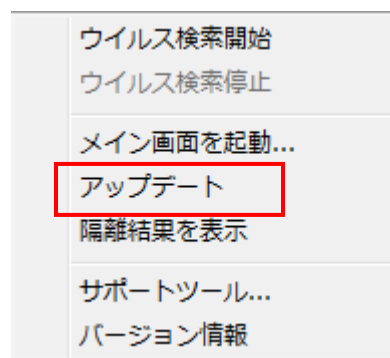 ウイルス検索開始
ウイルス検索停止
メイン画面を起動...
アップデート
隔離結果を表示
サポートツール...
バージョン情報